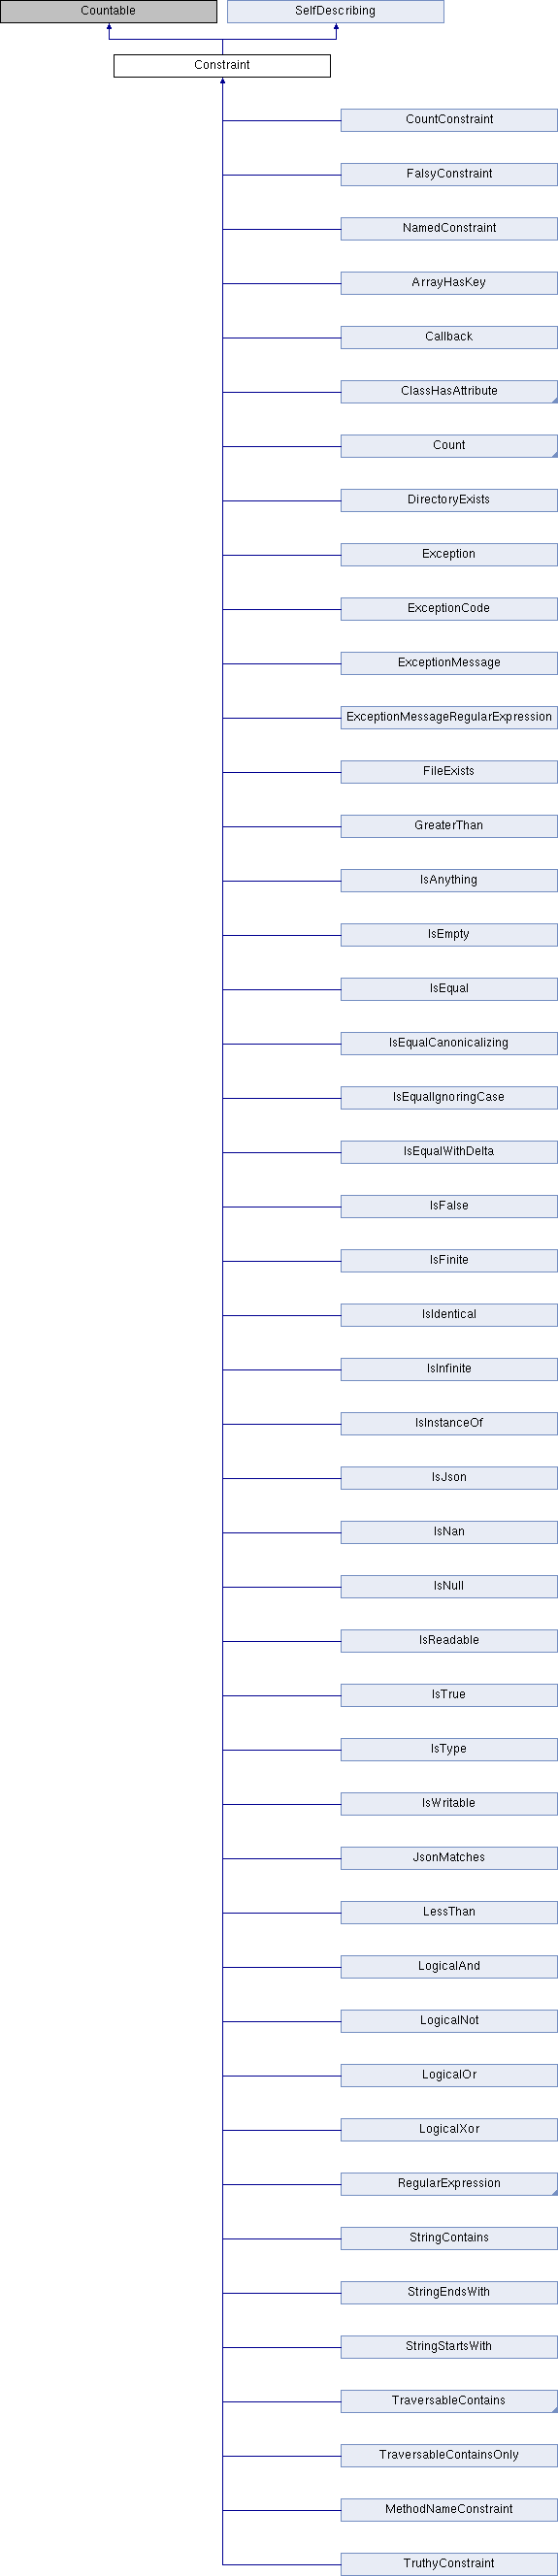 Countable
SelfDescribing
Constraint
CountConstraint
FalsyConstraint
NamedConstraint
ArrayHasKey
Callback
ClassHasAttribute
Count
DirectoryExists
Exception
ExceptionCode
ExceptionMessage
ExceptionMessageRegularExpression
FileExists
GreaterThan
IsAnything
IsEmpty
IsEqual
IsEqualCanonicalizing
IsEqualIgnoringCase
IsEqualWithDelta
IsFalse
IsFinite
IsIdentical
IsInfinite
IsInstanceOf
IsJson
IsNan
IsNull
IsReadable
IsTrue
IsType
IsWritable
JsonMatches
LessThan
LogicalAnd
LogicalNot
LogicalOr
LogicalXor
RegularExpression
StringContains
StringEndsWith
StringStartsWith
TraversableContains
TraversableContainsOnly
MethodNameConstraint
TruthyConstraint